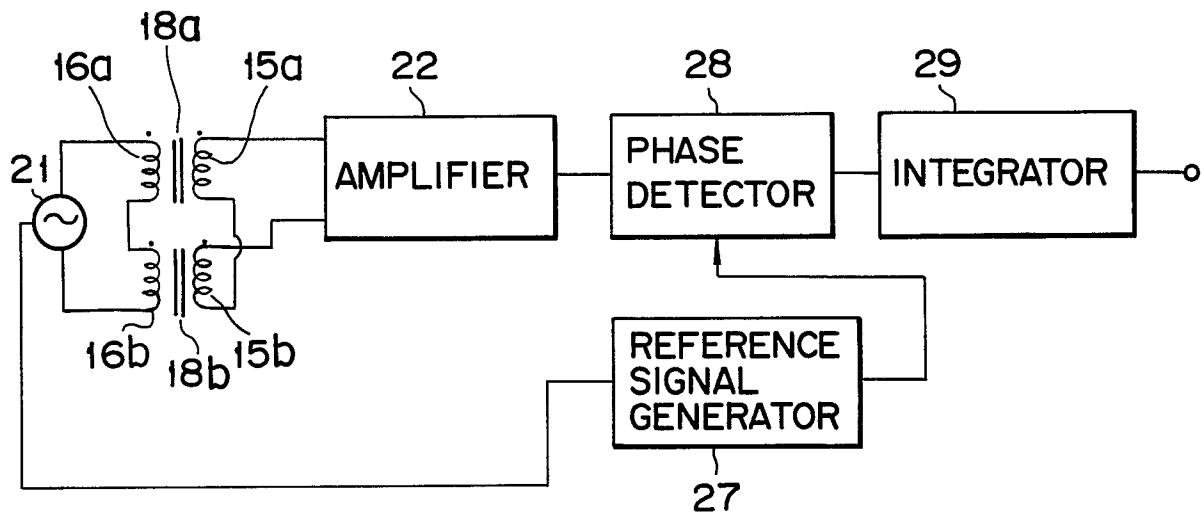 18a
16a
15a
22
28
29
21
AMPLIFIER
PHASE
DETECTOR
INTEGRATOR
16b
18b
15b
REFERENCE
SIGNAL
GENERATOR
27